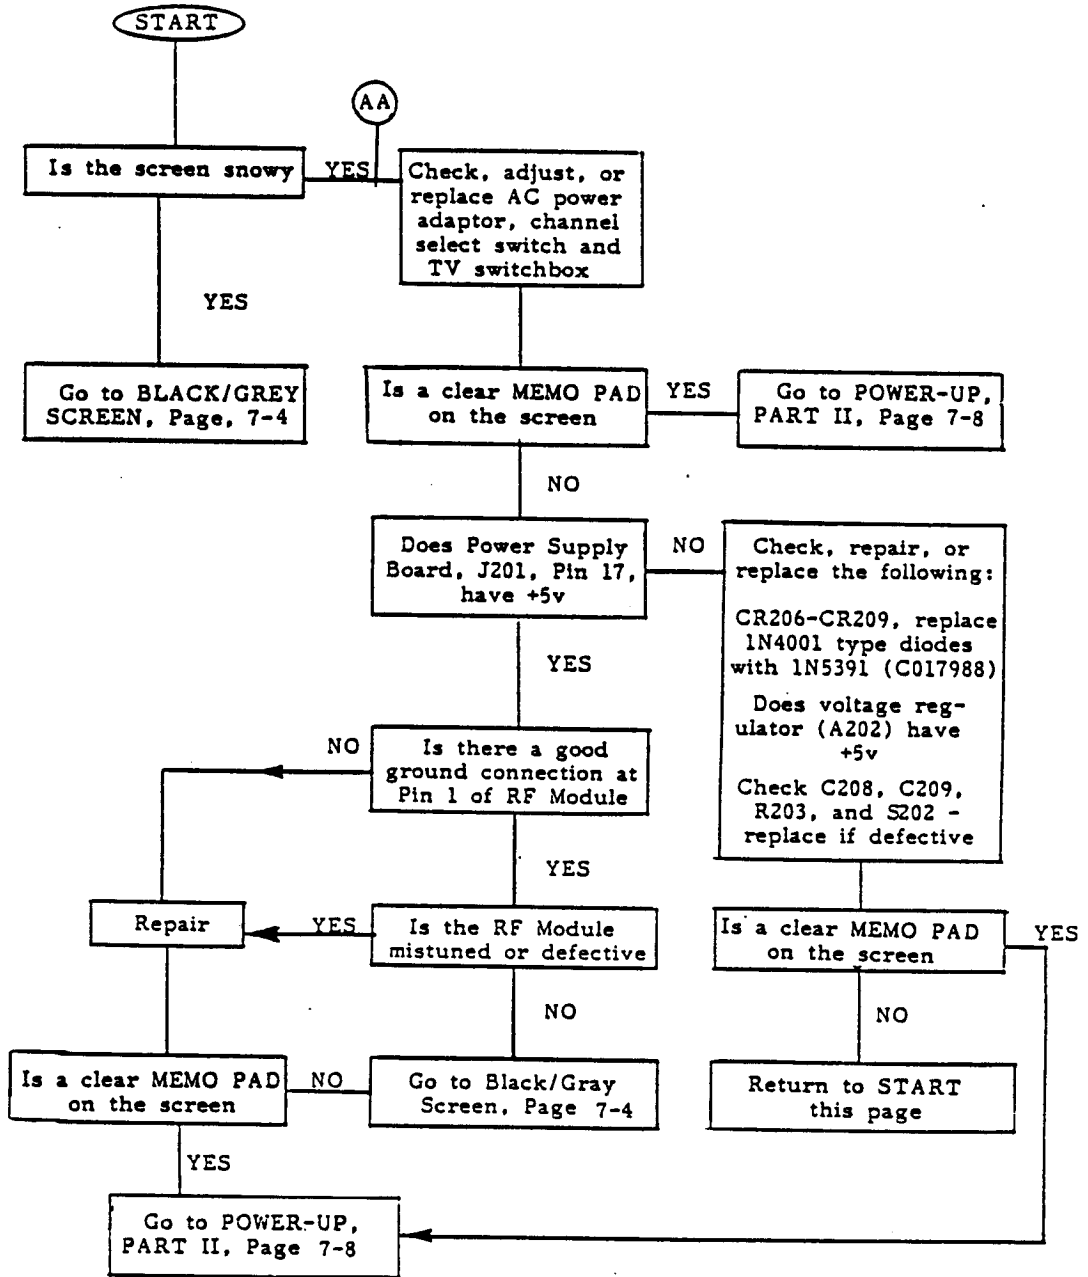 START
AA
Is the screen snowy
YES
Check, adjust, or
replace AC power
adaptor, channel
select switch and
TV switchbox
YES
Go to BLACK/GREY
SCREEN, Page, 7-4
Is a clear MEMO PAD
on the screen
YES
Go to POWER-UP,
PART II, Page 7-8
NO
Does Power Supply
Board, J201, Pin 17,
have +5v
NO
Check, repair, or
replace the following:
CR206-CR209, replace
1N4001 type diodes
with 1N5391 (C017988)
Does voltage reg-
ulator (A202) have
+5v
Check C208, C209,
R203, and S202 -
replace if defective
YES
NO
Is there a good
ground connection at
Pin 1 of RF Module
YES
Repair
YES
Is the RF Module
mistuned or defective
Is a clear MEMO PAD
on the screen
YES
NO
NO
Is a clear MEMO PAD
on the screen
NO
Go to Black/Gray
Screen, Page 7-4
Return to START
this page
YES
Go to POWER-UP,
PART II, Page 7-8